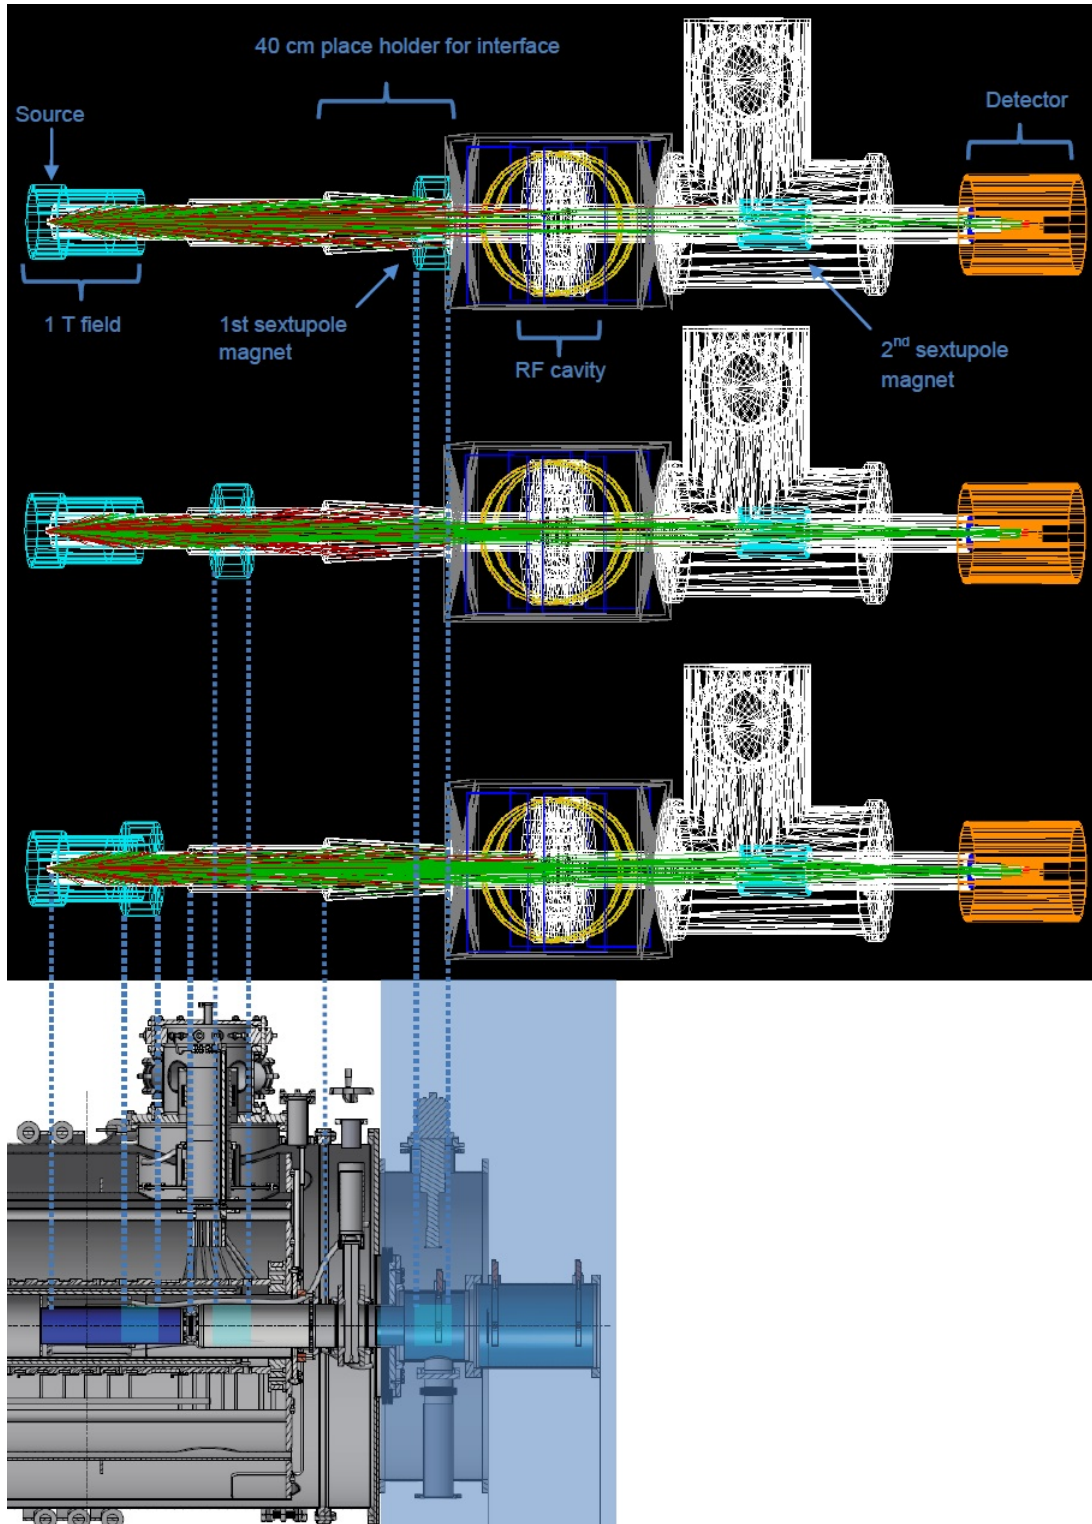 40 cm place holder for interface
Source
Detector
1 T field
1st sextupole
magnet
RF cavity
2nd sextupole
magnet